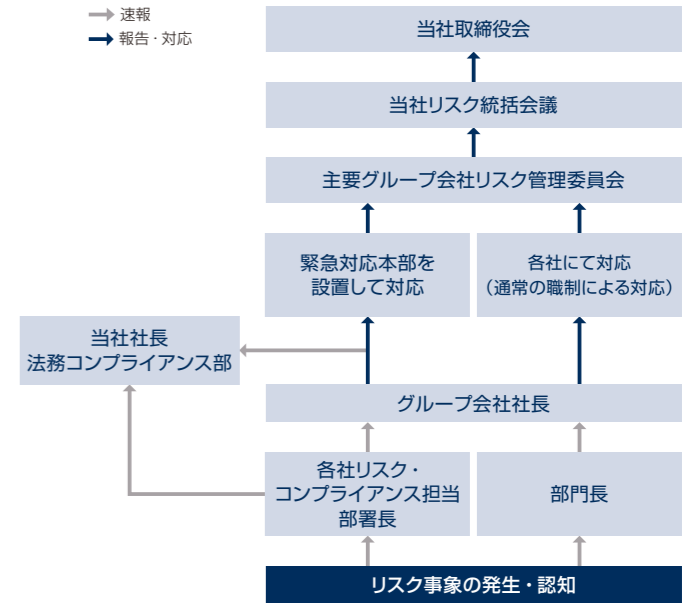 速報
報告・対応
当社取締役会
当社リスク統括会議
主要グループ会社リスク管理委員会
緊急対応本部を
設置して対応
各社にて対応
（通常の職制による対応）
当社社長
法務コンプライアンス部
グループ会社社長
各社リスク・
コンプライアンス担当
部署長
部門長
リスク事象の発生・認知